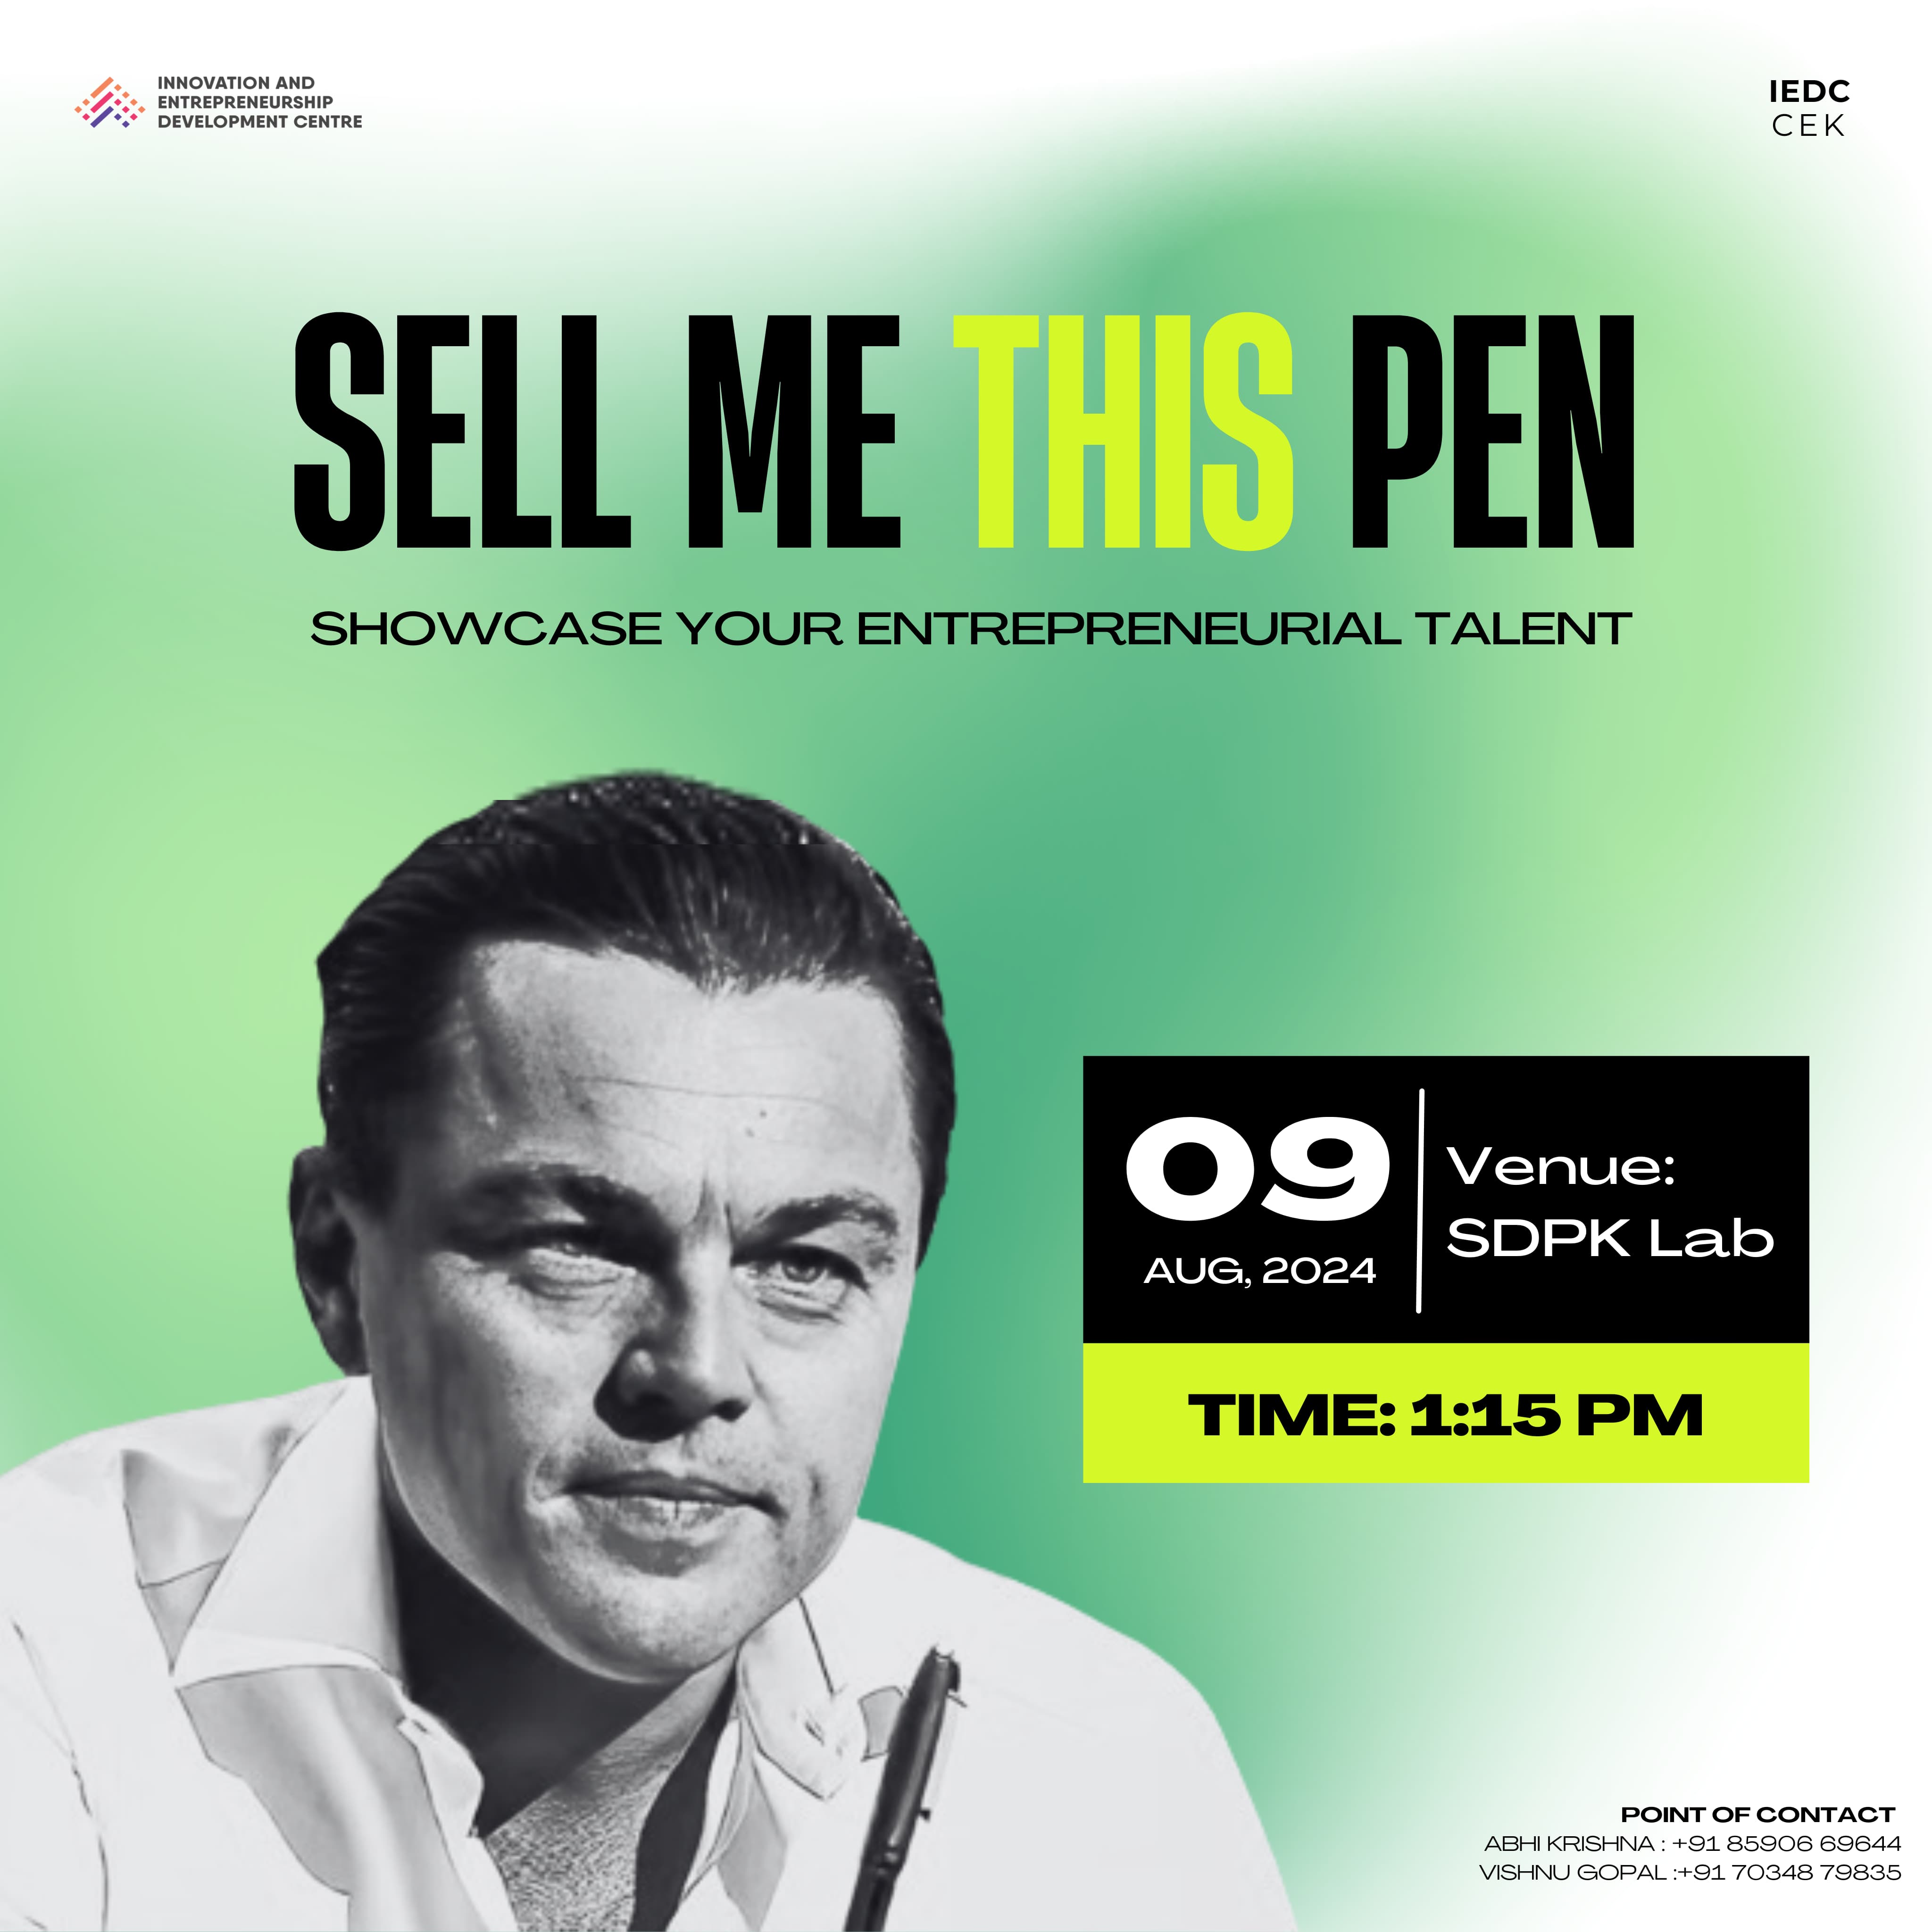 INNOVATION AND
ENTREPRENEURSHIP
DEVELOPMENT CENTRE
IEDC
CEK
SELL ME THIS PEN
SHOWCASE YOUR ENTREPRENEURIAL TALENT
09
AUG, 2024
Venue:
SDPK Lab
TIME: 1:15 PM
POINT OF CONTACT
ABHI KRISHNA : +91 85906 69644
VISHNU GOPAL :+91 70348 79835